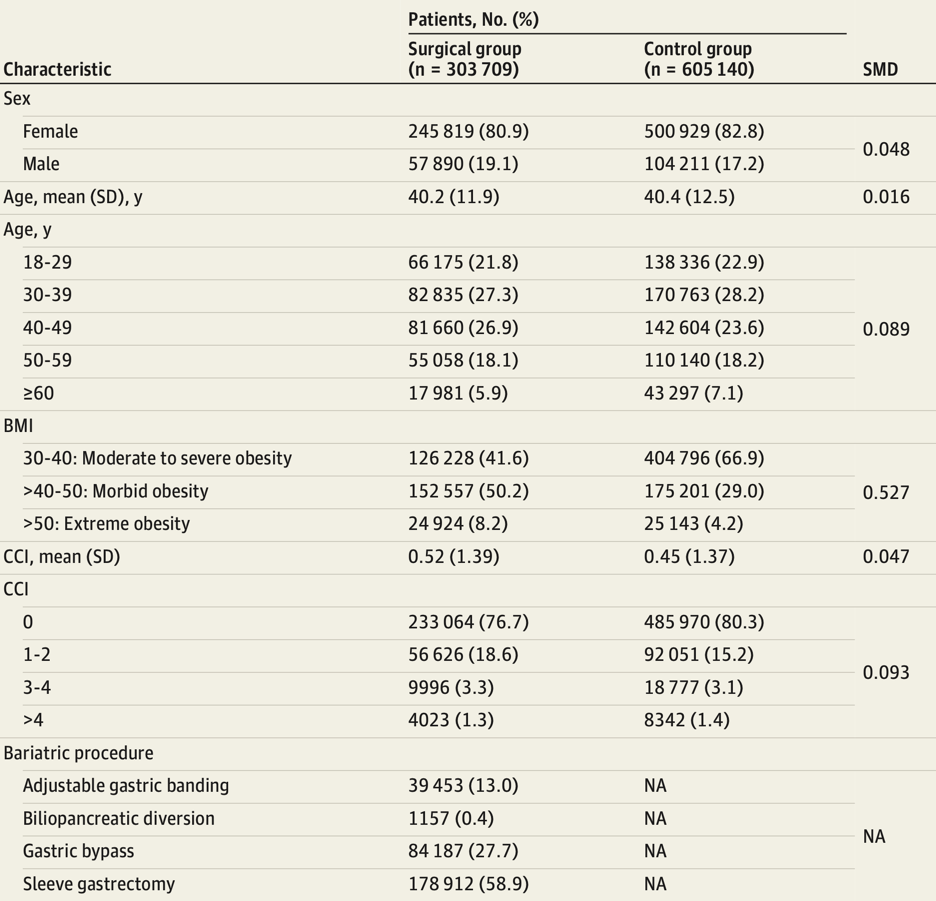 Patients, No. (%)
Characteristic Surgical group (n = 303 709) Control group (n = 605 140) SMD
Sex
Female 245 819 (80.9) 500 929 (82.8) 0.048
Male 57 890 (19.1) 104 211 (17.2)
Age, mean (SD), y 40.2 (11.9) 40.4 (12.5) 0.016
Age, y
18-29 66 175 (21.8) 138 336 (22.9)
30-39 82 835 (27.3) 170 763 (28.2)
40-49 81 660 (26.9) 142 604 (23.6) 0.089
50-59 55 058 (18.1) 110 140 (18.2)
≥60 17 981 (5.9) 43 297 (7.1)
BMI
30-40: Moderate to severe obesity 126 228 (41.6) 404 796 (66.9)
>40-50: Morbid obesity 152 557 (50.2) 175 201 (29.0) 0.527
>50: Extreme obesity 24 924 (8.2) 25 143 (4.2)
CCI, mean (SD) 0.52 (1.39) 0.45 (1.37) 0.047
CCI
0 233 064 (76.7) 485 970 (80.3)
1-2 56 626 (18.6) 92 051 (15.2) 0.093
3-4 9996 (3.3) 18 777 (3.1)
>4 4023 (1.3) 8342 (1.4)
Bariatric procedure
Adjustable gastric banding 39 453 (13.0) NA
Biliopancreatic diversion 1157 (0.4) NA NA
Gastric bypass 84 187 (27.7) NA
Sleeve gastrectomy 178 912 (58.9) NA